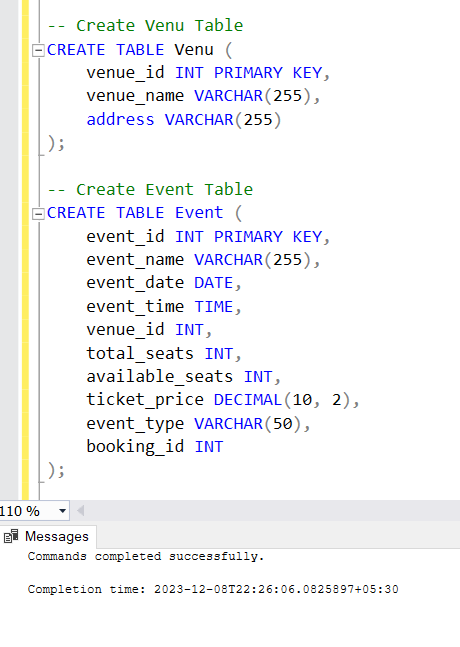 -- Create Venu Table
CREATE TABLE Venu (
venue_id INT PRIMARY KEY,
venue_name VARCHAR(255),
address VARCHAR(255)
);
-- Create Event Table
CREATE TABLE Event (
event_id INT PRIMARY KEY,
event_name VARCHAR(255),
event_date DATE,
event_time TIME,
venue_id INT,
total_seats INT,
available_seats INT,
ticket_price DECIMAL(10, 2),
event_type VARCHAR(50),
booking_id INT
);
110 %
Messages
Commands completed successfully.
Completion time: 2023-12-08T22:26:06.0825897+05:30